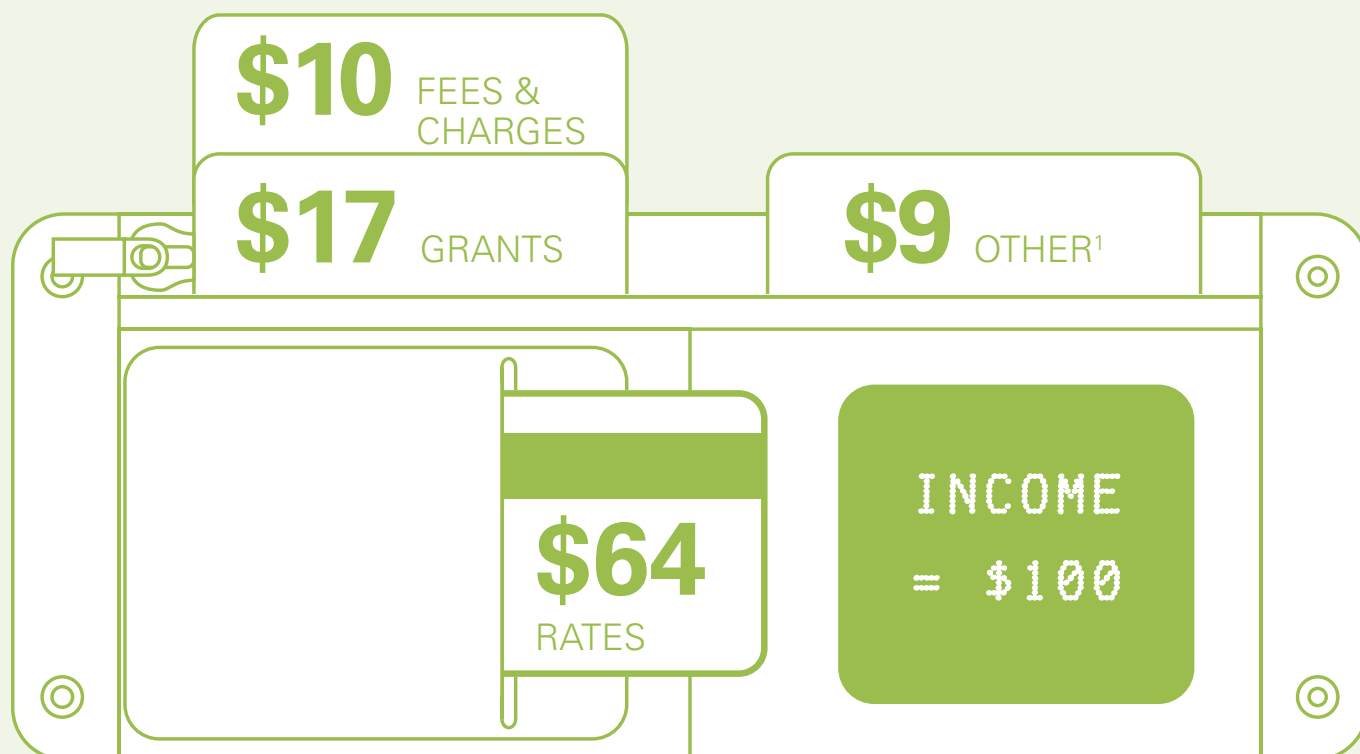 $10 FEES &
CHARGES
$17 GRANTS
$9 OTHER¹
$64
RATES
INCOME
= $100